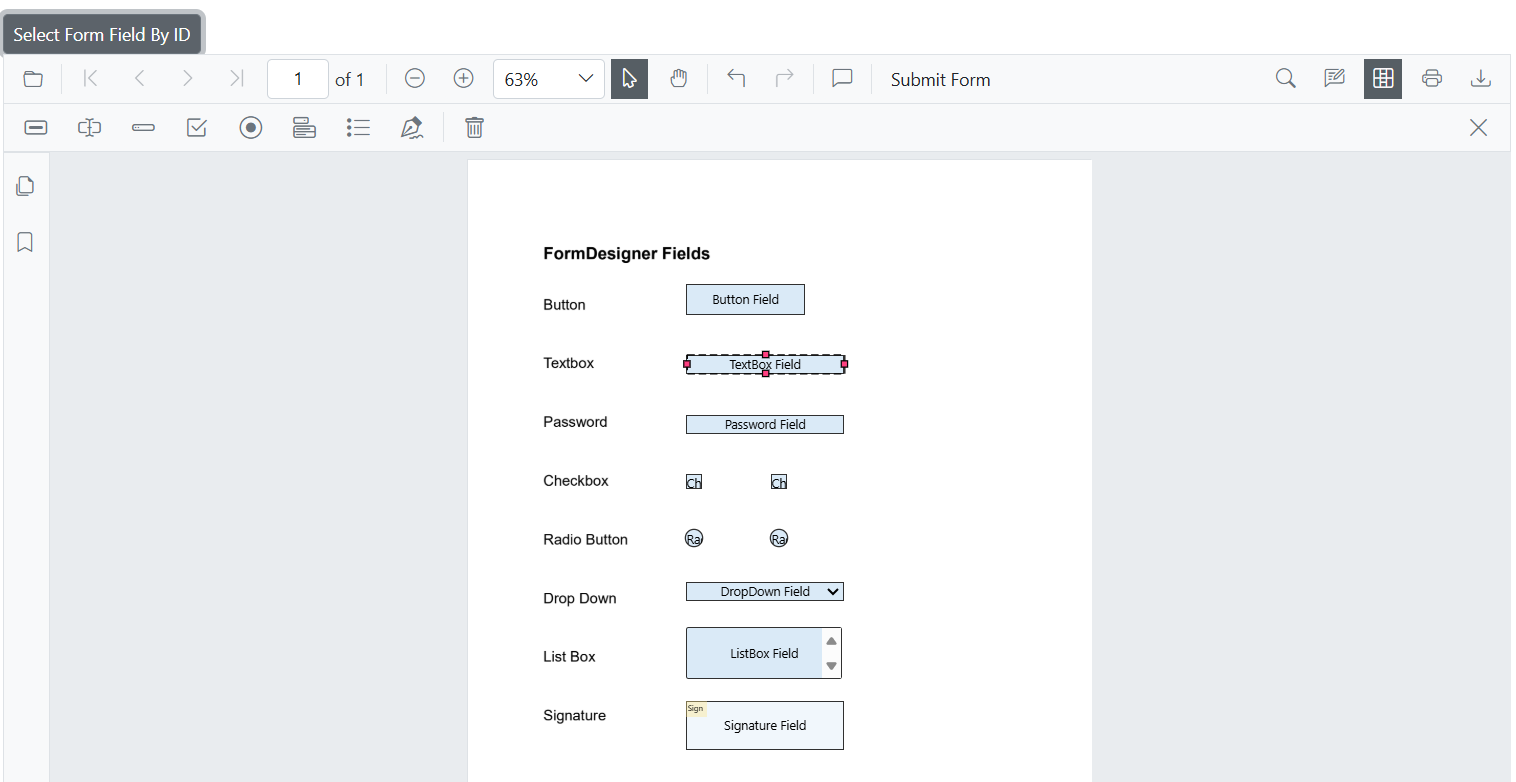 Select Form Field By ID
1 of 1 63% Submit Form
FormDesigner Fields
Button Button Field
Textbox TextBox Field
Password Password Field
Checkbox Ch Ch
Radio Button Ra Ra
Drop Down DropDown Field
List Box ListBox Field
Sign
Signature Signature Field